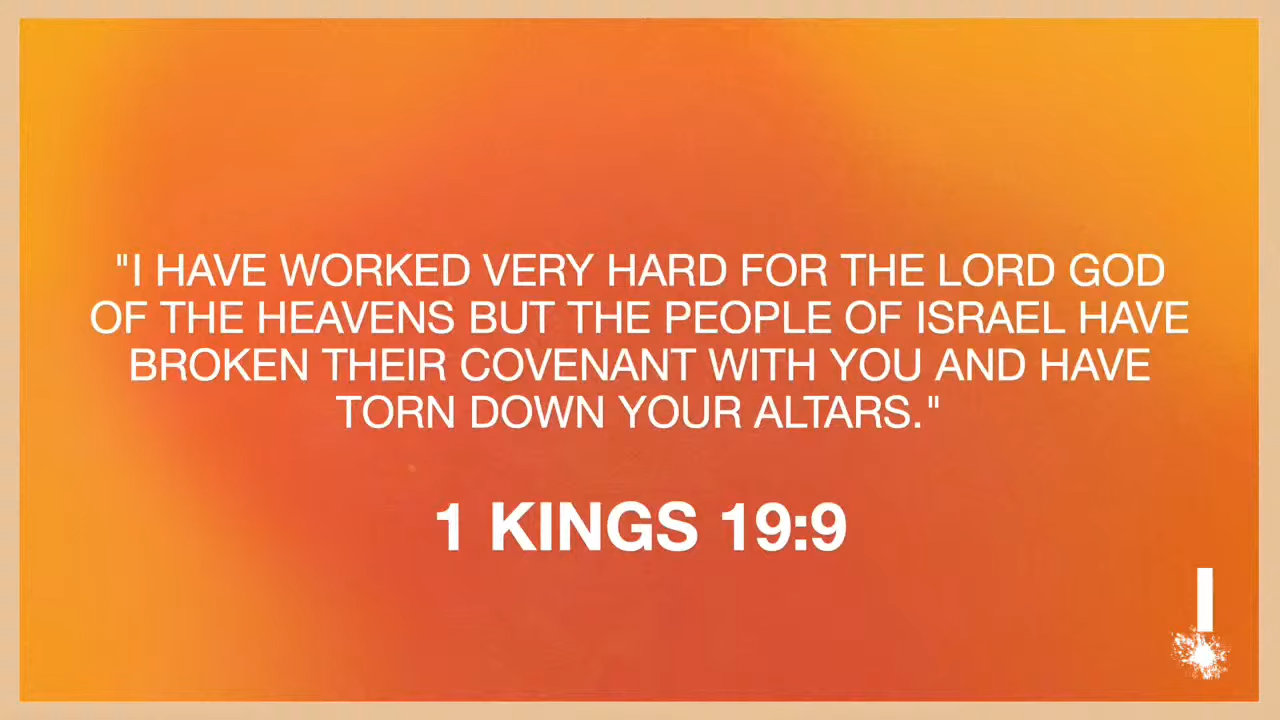 "I HAVE WORKED VERY HARD FOR THE LORD GOD
OF THE HEAVENS BUT THE PEOPLE OF ISRAEL HAVE
BROKEN THEIR COVENANT WITH YOU AND HAVE
TORN DOWN YOUR ALTARS."
1 KINGS 19:9